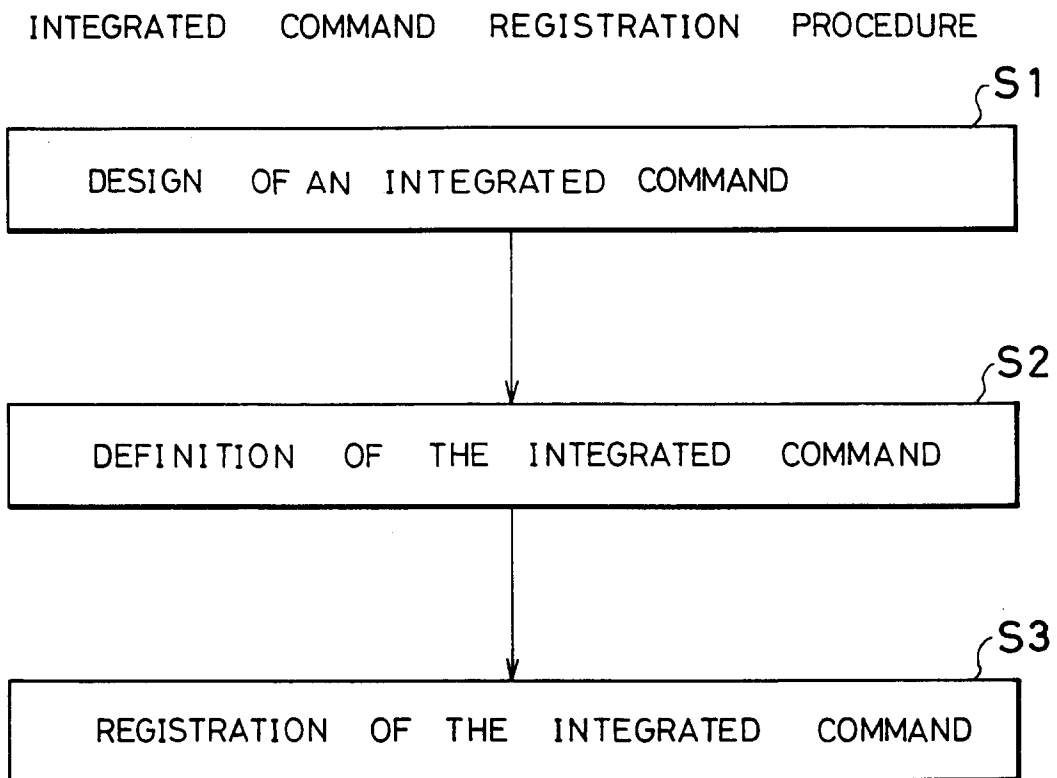 INTEGRATED COMMAND REGISTRATION PROCEDURE
S1
DESIGN OF AN INTEGRATED COMMAND
S2
DEFINITION OF THE INTEGRATED COMMAND
S3
REGISTRATION OF THE INTEGRATED COMMAND